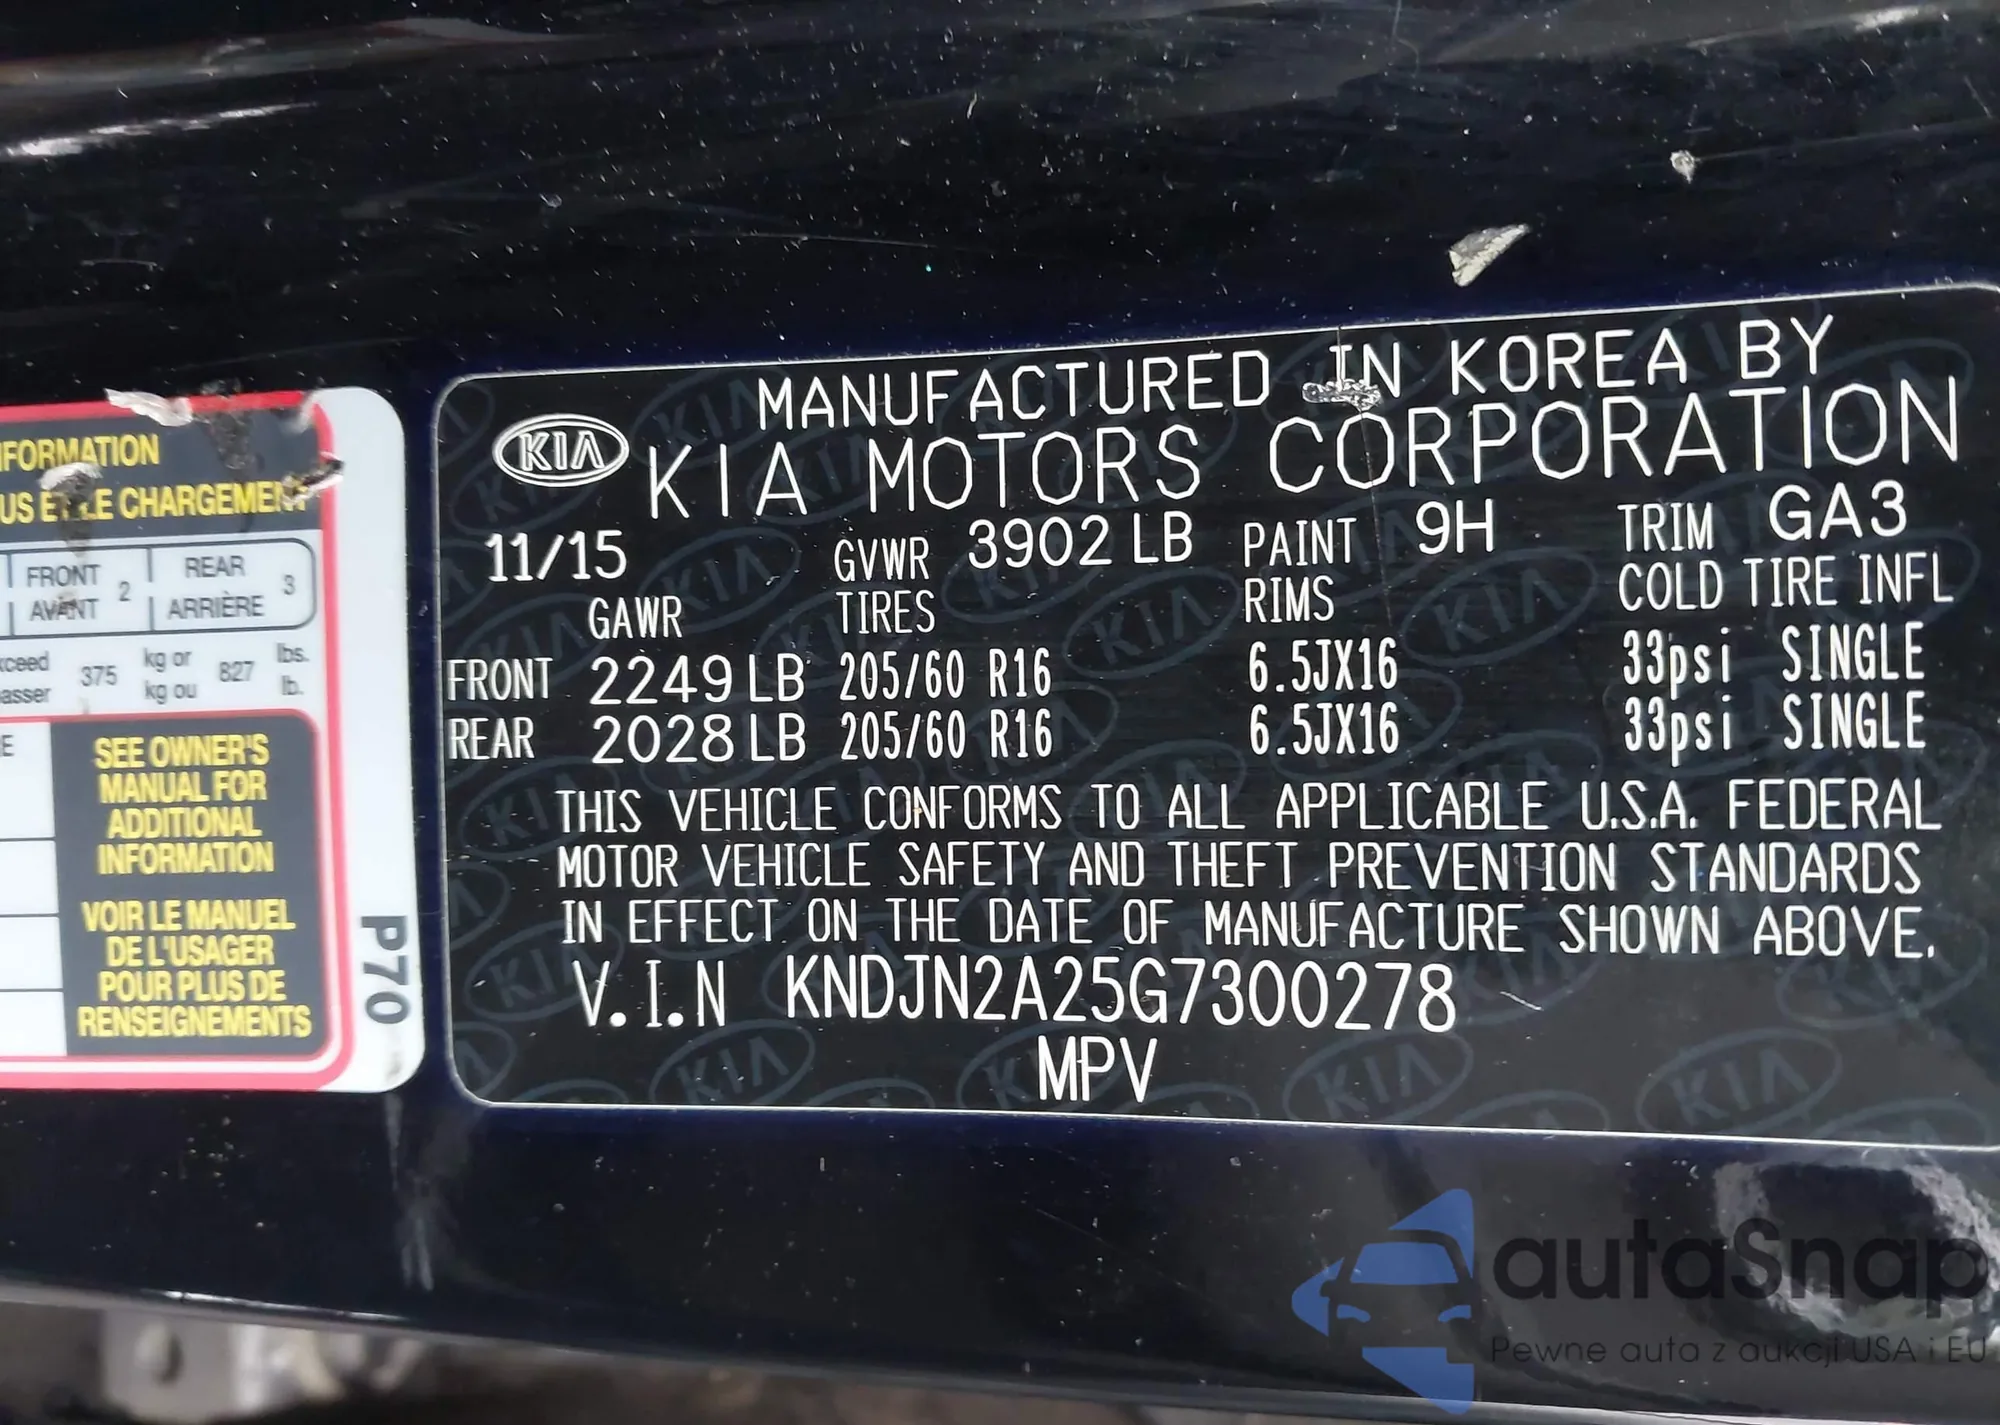 INFORMATION
US ET LE CHARGEMENT
FRONT 2 REAR 3
AVANT ARRIÈRE
xceed 375 kg or 827 lbs.
asser kg ou lb.
E
SEE OWNER'S
MANUAL FOR
ADDITIONAL
INFORMATION
VOIR LE MANUEL
DE L'USAGER
POUR PLUS DE
RENSEIGNEMENTS
P70
MANUFACTURED IN KOREA BY
KIA KIA MOTORS CORPORATION
11/15 GVWR 3902 LB PAINT 9H TRIM GA3
GAWR TIRES RIMS COLD TIRE INFL
FRONT 2249 LB 205/60 R16 6.5JX16 33psi SINGLE
REAR 2028 LB 205/60 R16 6.5JX16 33psi SINGLE
THIS VEHICLE CONFORMS TO ALL APPLICABLE U.S.A. FEDERAL
MOTOR VEHICLE SAFETY AND THEFT PREVENTION STANDARDS
IN EFFECT ON THE DATE OF MANUFACTURE SHOWN ABOVE.
V.I.N KNDJN2A25G7300278
MPV
autaSnap
Pewne auta z aukcji USA i EU